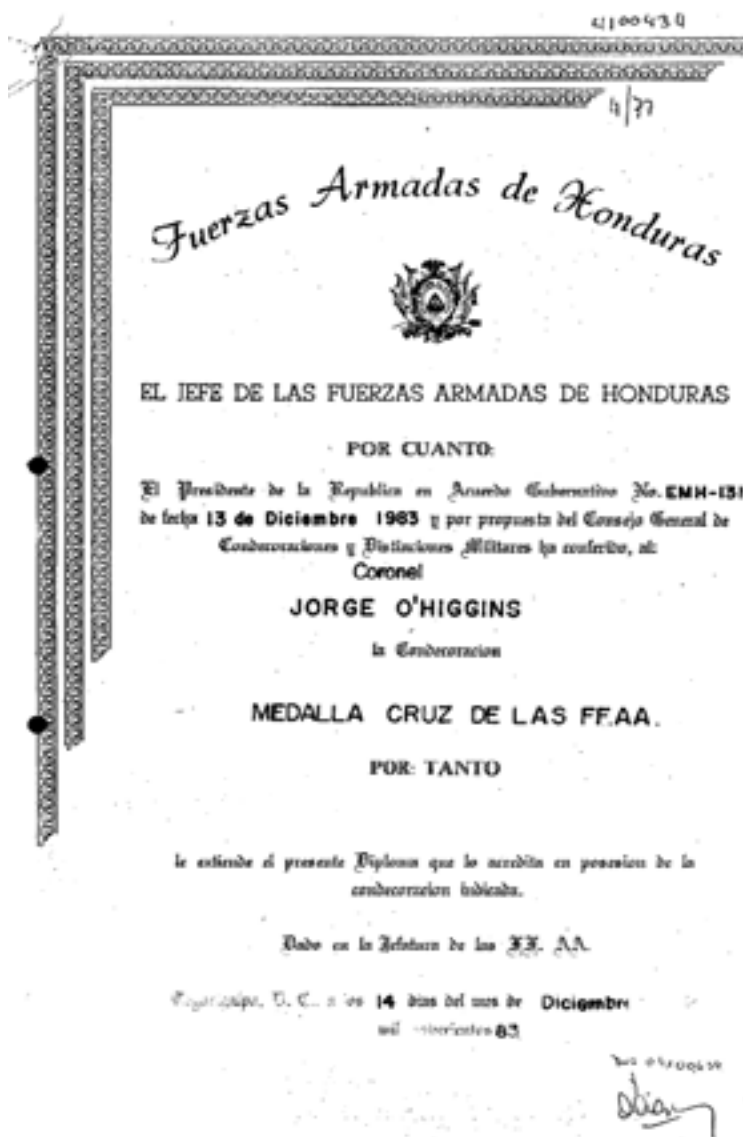 4100434
4/77
Fuerzas Armadas de Honduras
EL JEFE DE LAS FUERZAS ARMADAS DE HONDURAS
POR CUANTO:
El Presidente de la Republica en Acuerdo Gubernativo No. EMH-131
de fecha 13 de Diciembre 1983 y por propuesta del Consejo General de
Condecoraciones y Distinciones Militares ha conferido, al:
Coronel
JORGE O'HIGGINS
la Condecoracion
MEDALLA CRUZ DE LAS FF.AA.
POR: TANTO
le extiende el presente Diploma que lo acredita en posesion de la
condecoracion indicada.
Dado en la Jefatura de las FF. AA.
D. C., a los 14 dias del mes de Diciembre
mil novecientos 83